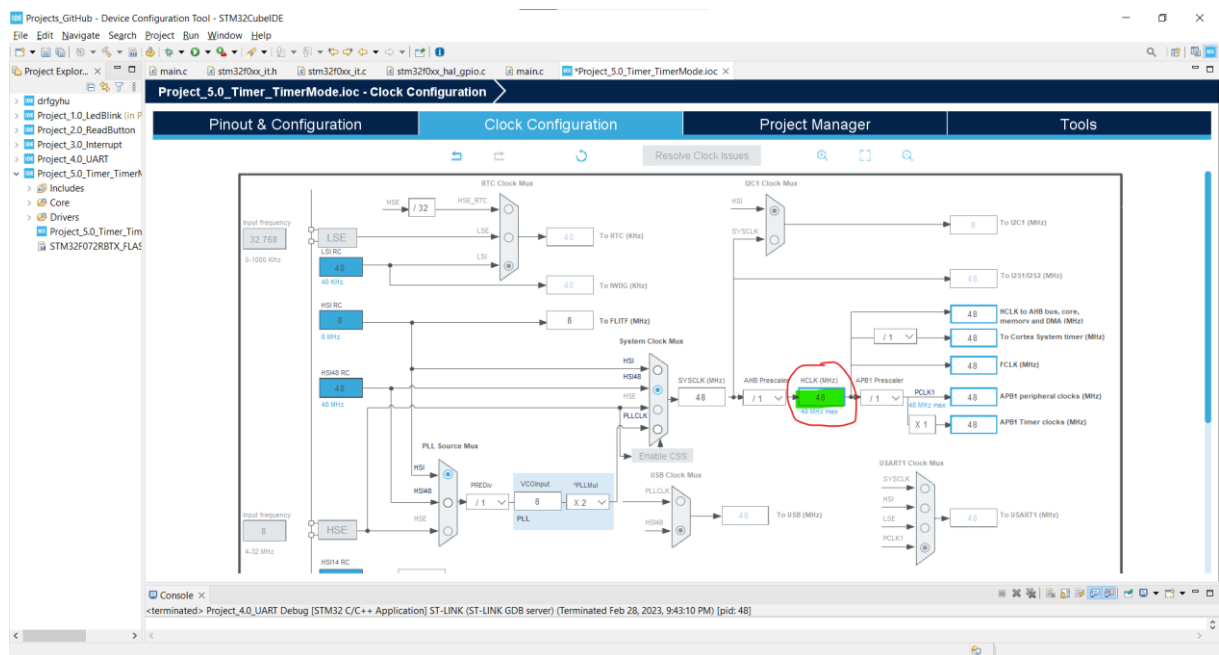 Projects_GitHub - Device Configuration Tool - STM32CubeIDE
File Edit Navigate Search Project Run Window Help
Project Explor...
main.c
stm32f0xx_it.h
stm32f0xx_it.c
stm32f0xx_hal_gpio.c
main.c
*Project_5.0_Timer_TimerMode.ioc
drfgyhu
Project_1.0_LedBlink (in P
Project_2.0_ReadButton
Project_3.0_Interrupt
Project_4.0_UART
Project_5.0_Timer_TimerM
Includes
Core
Drivers
Project_5.0_Timer_Tim
STM32F072RBTX_FLAS
Project_5.0_Timer_TimerMode.ioc - Clock Configuration
Pinout & Configuration
Clock Configuration
Project Manager
Tools
Resolve Clock Issues
RTC Clock Mux
I2C1 Clock Mux
HSE
/ 32
HSE_RTC
HSI
Input frequency
32.768
0-1000 KHz
LSE
LSE
40
To RTC (KHz)
SYSCLK
8
To I2C1 (MHz)
LSI RC
40
40 KHz
LSI
40
To IWDG (KHz)
48
To I2S1/I2S2 (MHz)
HSI RC
8
8 MHz
8
To FLITF (MHz)
48
HCLK to AHB bus, core,
memory and DMA (MHz)
/ 1
48
To Cortex System timer (MHz)
System Clock Mux
HSI
HSI48
HSE
PLLCLK
48
FCLK (MHz)
HSI48 RC
48
48 MHz
SYSCLK (MHz)
48
AHB Prescaler
/ 1
HCLK (MHz)
48
48 MHz max
APB1 Prescaler
/ 1
PCLK1
48 MHz max
48
APB1 peripheral clocks (MHz)
X 1
48
APB1 Timer clocks (MHz)
Enable CSS
PLL Source Mux
HSI
HSI48
HSE
PREDiv
/ 1
VCOInput
8
*PLLMul
X 2
PLL
USB Clock Mux
PLLCLK
HSI48
48
To USB (MHz)
USART1 Clock Mux
SYSCLK
HSI
LSE
PCLK1
48
To USART1 (MHz)
Input frequency
8
4-32 MHz
HSE
HSI14 RC
Console
<terminated> Project_4.0_UART Debug [STM32 C/C++ Application] ST-LINK (ST-LINK GDB server) (Terminated Feb 28, 2023, 9:43:10 PM) [pid: 48]